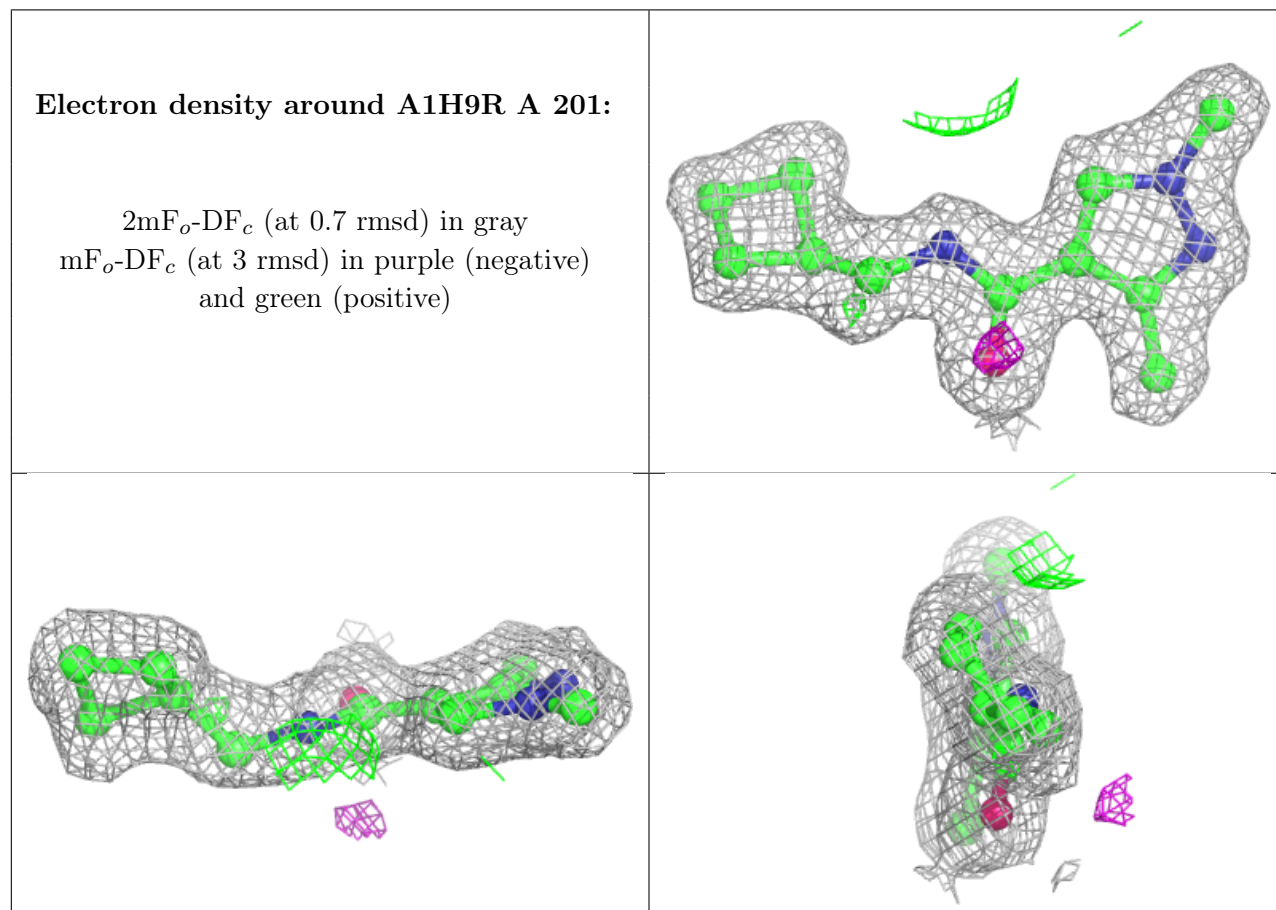 Electron density around A1H9R A 201:
2mFo-DFc (at 0.7 rmsd) in gray
mFo-DFc (at 3 rmsd) in purple (negative)
and green (positive)